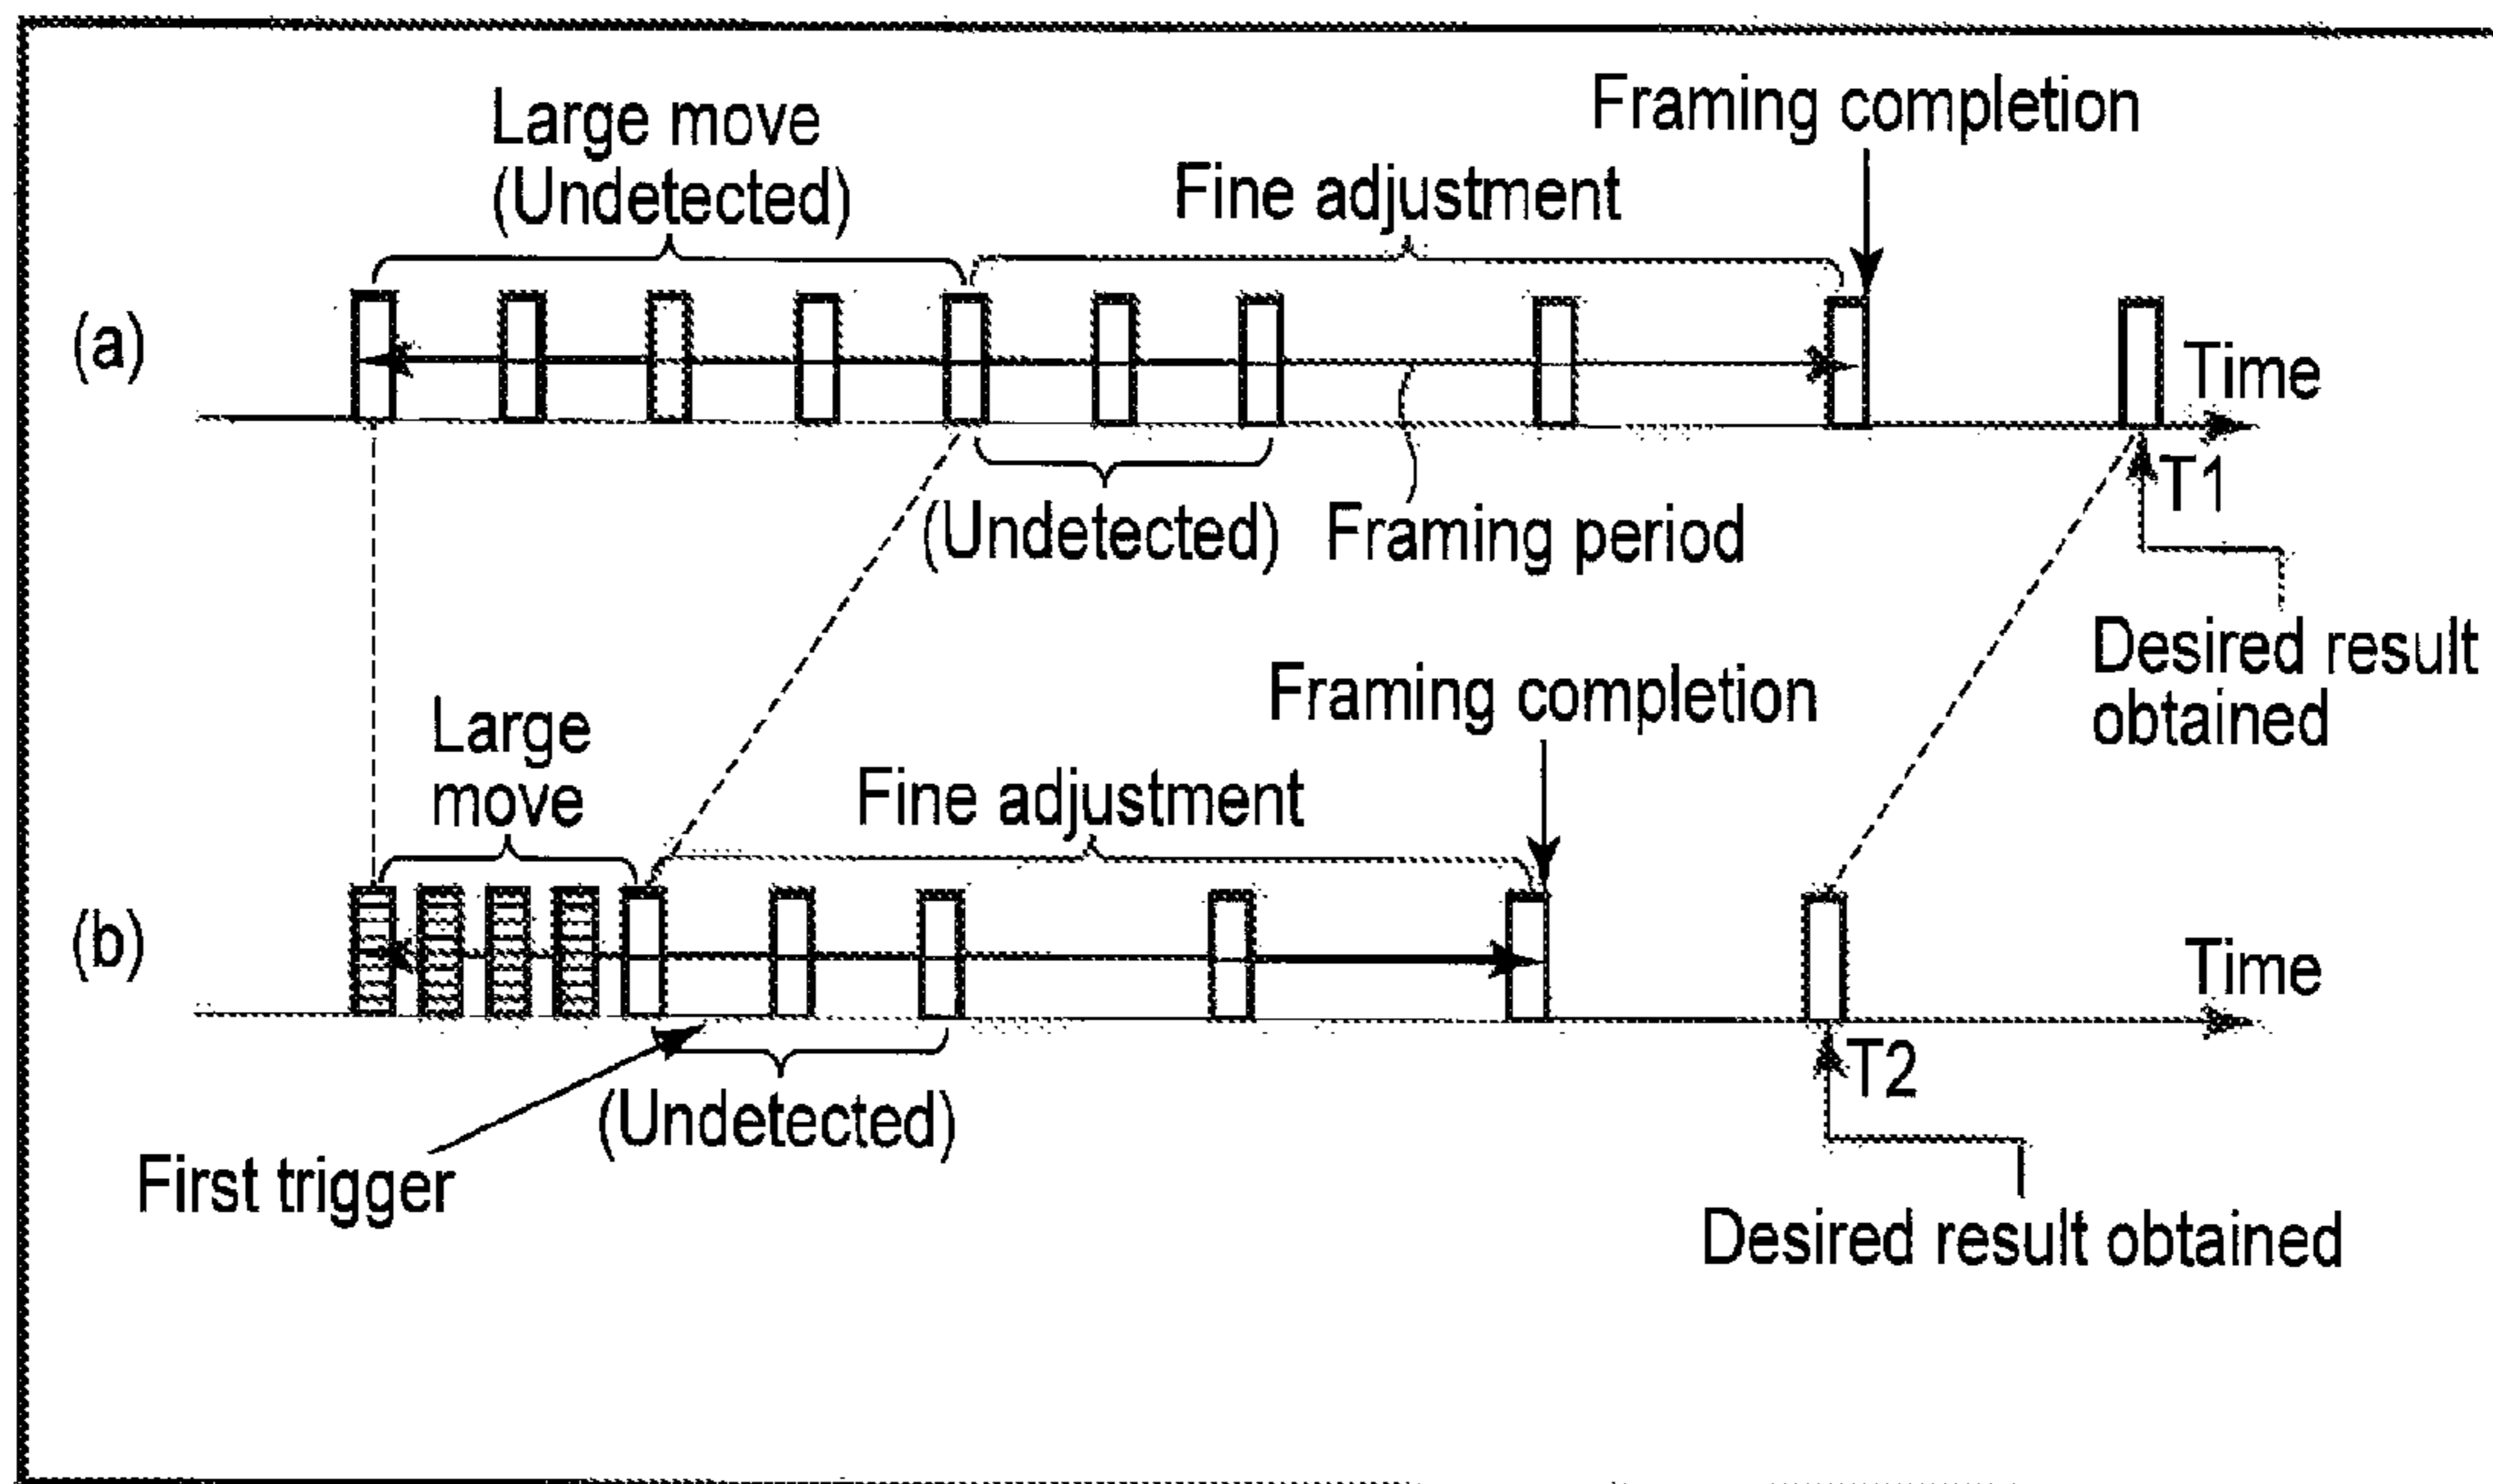 Framing completion
Large move
(Undetected)
Fine adjustment
(a)
Time
T1
(Undetected)
Framing period
Desired result
obtained
Framing completion
Large
move
Fine adjustment
(b)
Time
T2
(Undetected)
First trigger
Desired result obtained